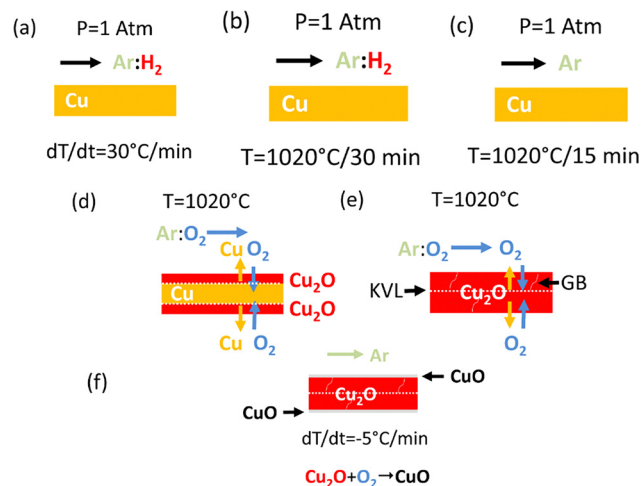 (a) P=1 Atm
Ar:H₂
Cu
dT/dt=30°C/min
(b) P=1 Atm
Ar:H₂
Cu
T=1020°C/30 min
(c) P=1 Atm
Ar
Cu
T=1020°C/15 min
(d) T=1020°C
Ar:O₂
Cu O₂
Cu₂O
Cu
Cu₂O
Cu O₂
(e) T=1020°C
Ar:O₂ O₂
KVL Cu₂O GB
O₂
(f) Ar
CuO
Cu₂O
CuO
dT/dt=-5°C/min
Cu₂O+O₂→CuO